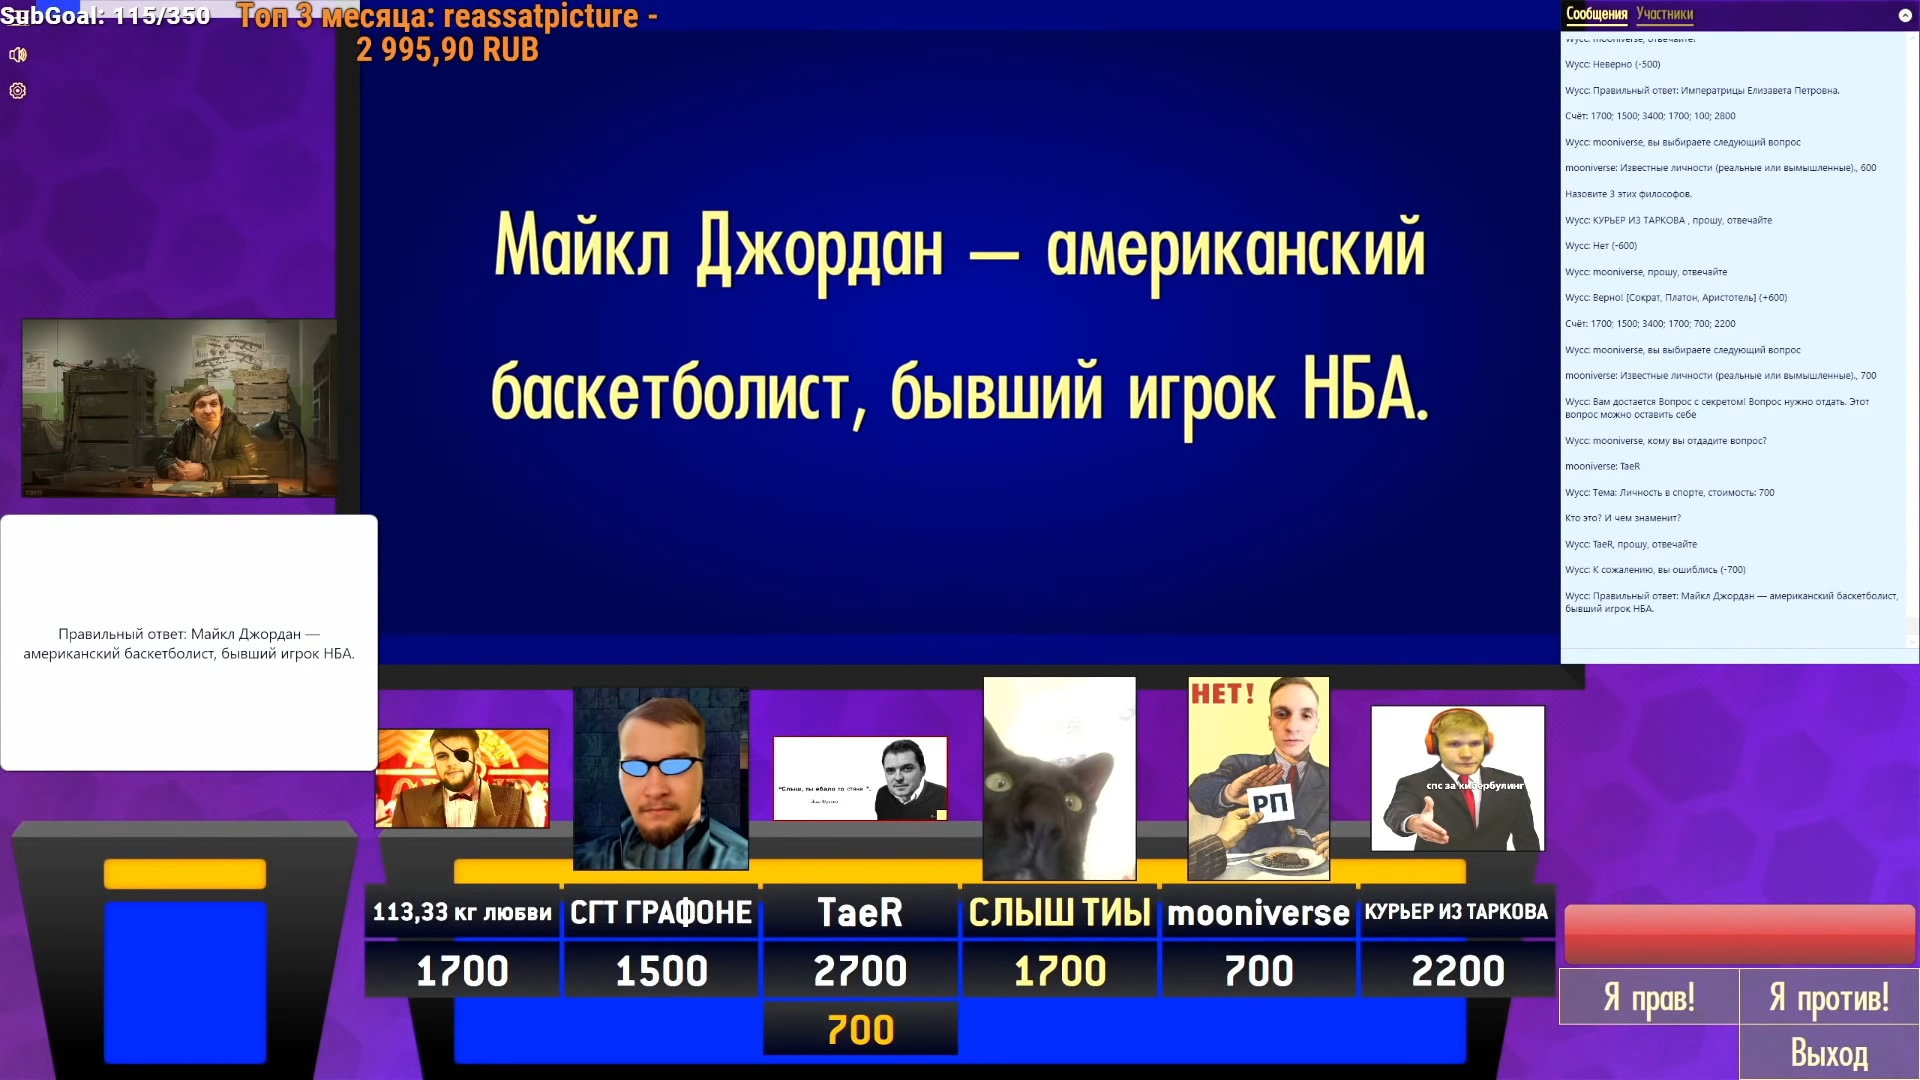 SubGoal: 115/350
Топ 3 месяца: reassatpicture -
2 995,90 RUB
Майкл Джордан — американский
баскетболист, бывший игрок НБА.
Правильный ответ: Майкл Джордан —
американский баскетболист, бывший игрок НБА.
Сообщения Участники
Wycc: mooniverse, отвечайте!
Wycc: Неверно (-500)
Wycc: Правильный ответ: Императрицы Елизавета Петровна.
Счёт: 1700; 1500; 3400; 1700; 100; 2800
Wycc: mooniverse, вы выбираете следующий вопрос
mooniverse: Известные личности (реальные или вымышленные)., 600
Назовите 3 этих философов.
Wycc: КУРЬЕР ИЗ ТАРКОВА , прошу, отвечайте
Wycc: Нет (-600)
Wycc: mooniverse, прошу, отвечайте
Wycc: Верно! [Сократ, Платон, Аристотель] (+600)
Счёт: 1700; 1500; 3400; 1700; 700; 2200
Wycc: mooniverse, вы выбираете следующий вопрос
mooniverse: Известные личности (реальные или вымышленные)., 700
Wycc: Вам достается Вопрос с секретом! Вопрос нужно отдать. Этот
вопрос можно оставить себе
Wycc: mooniverse, кому вы отдадите вопрос?
mooniverse: TaeR
Wycc: Тема: Личность в спорте, стоимость: 700
Кто это? И чем знаменит?
Wycc: TaeR, прошу, отвечайте
Wycc: К сожалению, вы ошиблись (-700)
Wycc: Правильный ответ: Майкл Джордан — американский баскетболист,
бывший игрок НБА.
НЕТ!
РП
спс за кибербулинг
113,33 кг любви СГТ ГРАФОНЕ TaeR СЛЫШ ТИЫ mooniverse КУРЬЕР ИЗ ТАРКОВА
1700 1500 2700 1700 700 2200
700
Я прав! Я против!
Выход